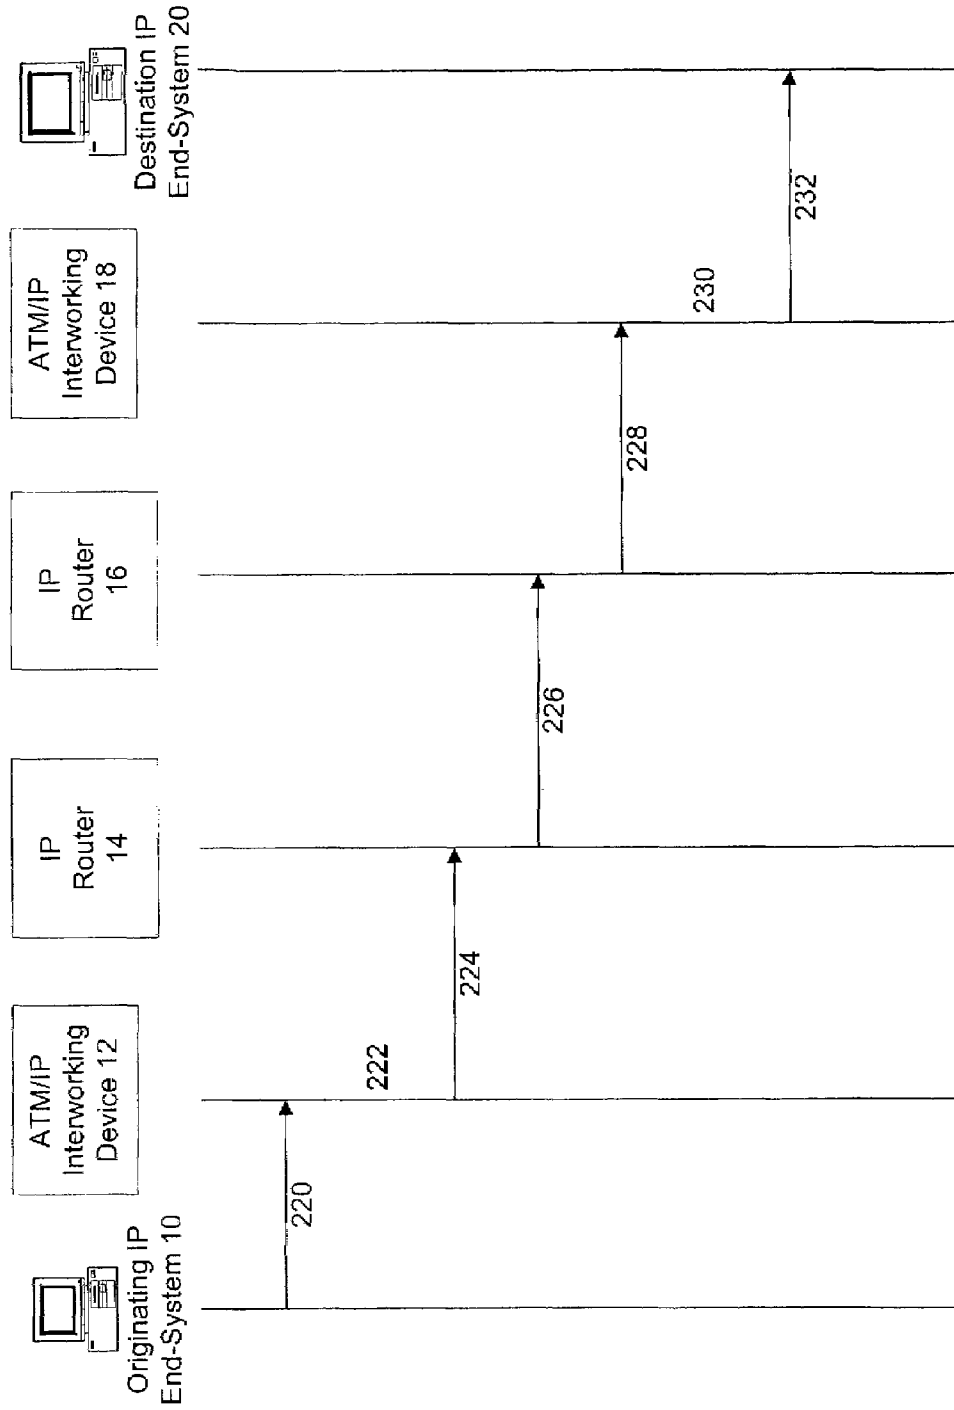 Originating IP
End-System 10
ATM/IP
Interworking
Device 12
IP
Router
14
IP
Router
16
ATM/IP
Interworking
Device 18
Destination IP
End-System 20
220
222
224
226
228
230
232